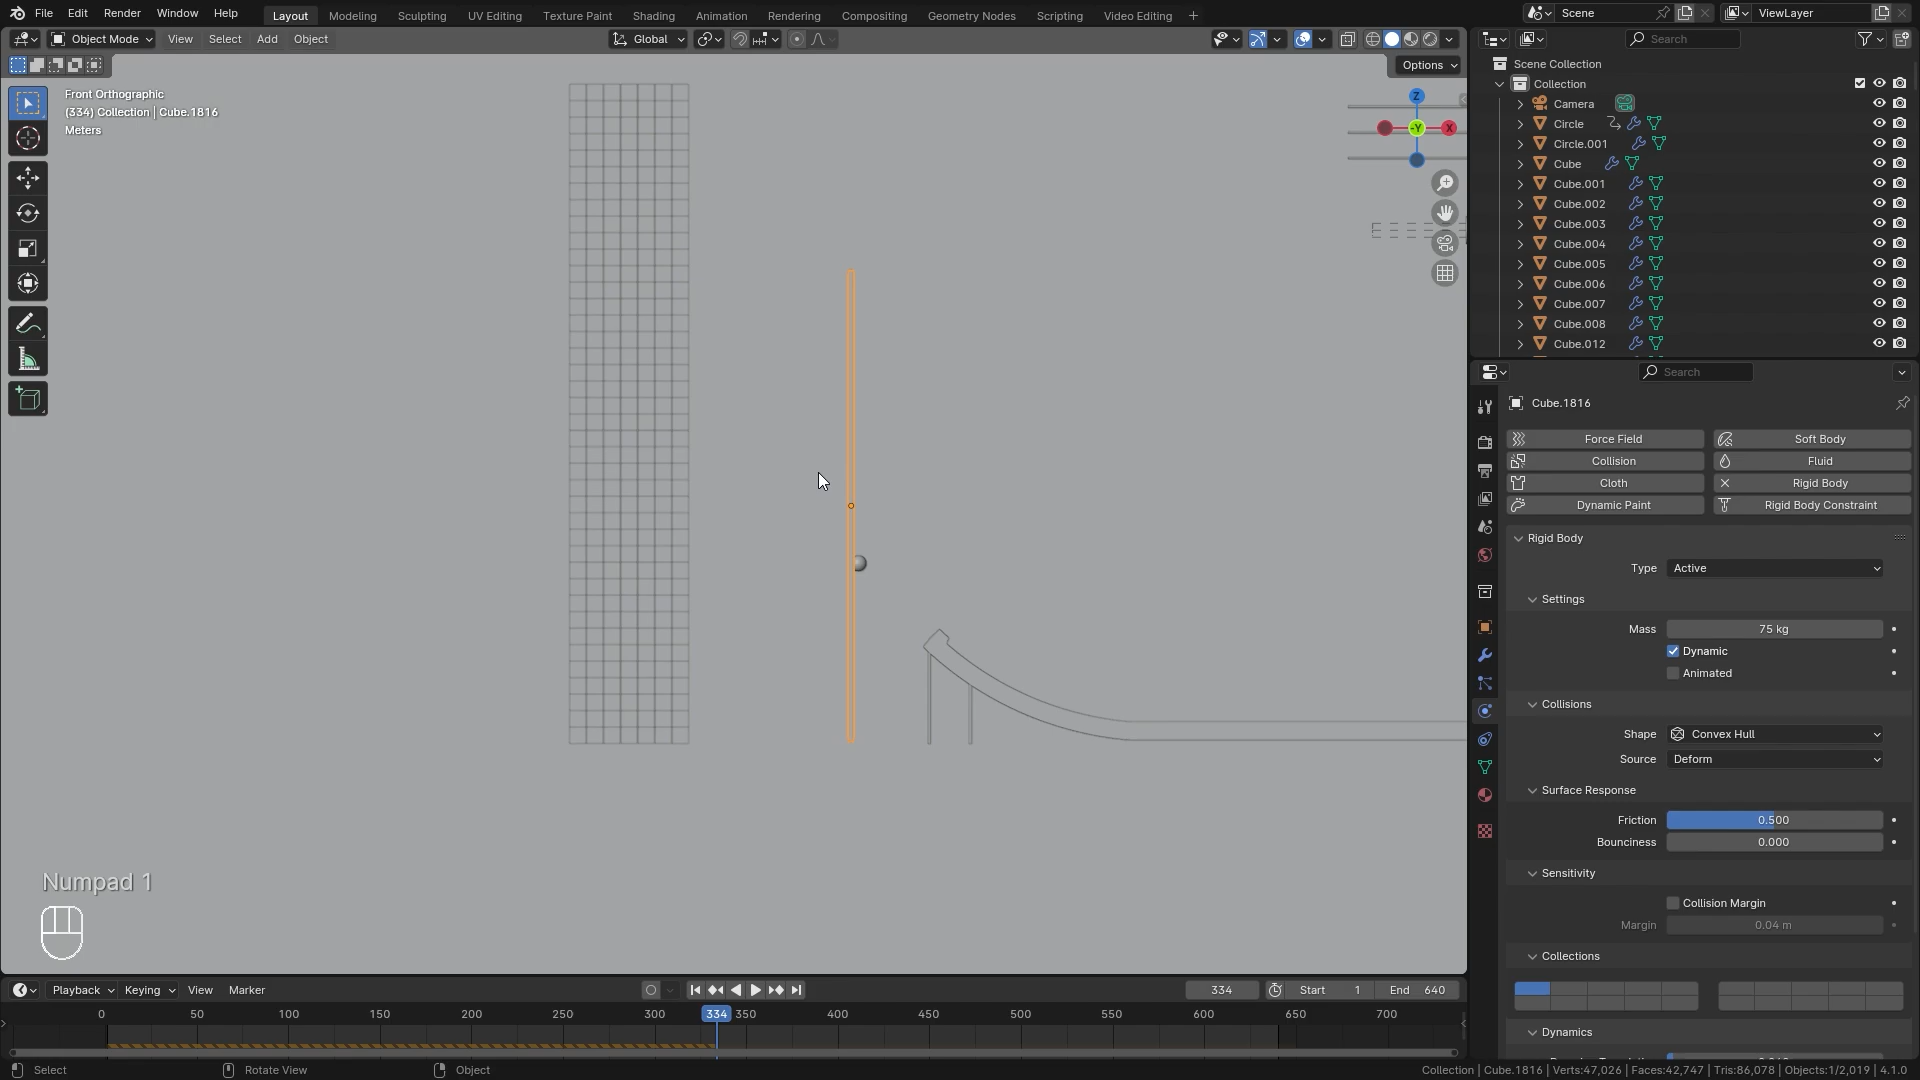 File Edit Render Window Help
Layout Modeling Sculpting UV Editing Texture Paint Shading Animation Rendering Compositing Geometry Nodes Scripting Video Editing
Scene
ViewLayer
Object Mode View Select Add Object
Global
Search
Options
Front Orthographic
(334) Collection | Cube.1816
Meters
Z
-Y
X
Scene Collection
Collection
Camera
Circle
Circle.001
Cube
Cube.001
Cube.002
Cube.003
Cube.004
Cube.005
Cube.006
Cube.007
Cube.008
Cube.012
Search
Cube.1816
Force Field Soft Body
Collision Fluid
Cloth Rigid Body
Dynamic Paint Rigid Body Constraint
Rigid Body
Type Active
Settings
Mass 75 kg
Dynamic
Animated
Collisions
Shape Convex Hull
Source Deform
Surface Response
Friction 0.500
Bounciness 0.000
Sensitivity
Collision Margin
Margin 0.04 m
Collections
Dynamics
Numpad 1
Playback Keying View Marker
334 Start 1 End 640
0 50 100 150 200 250 300 334 350 400 450 500 550 600 650 700
Select Rotate View Object
Collection | Cube.1816 | Verts:47,026 | Faces:42,747 | Tris:86,078 | Objects:1/2,019 | 4.1.0